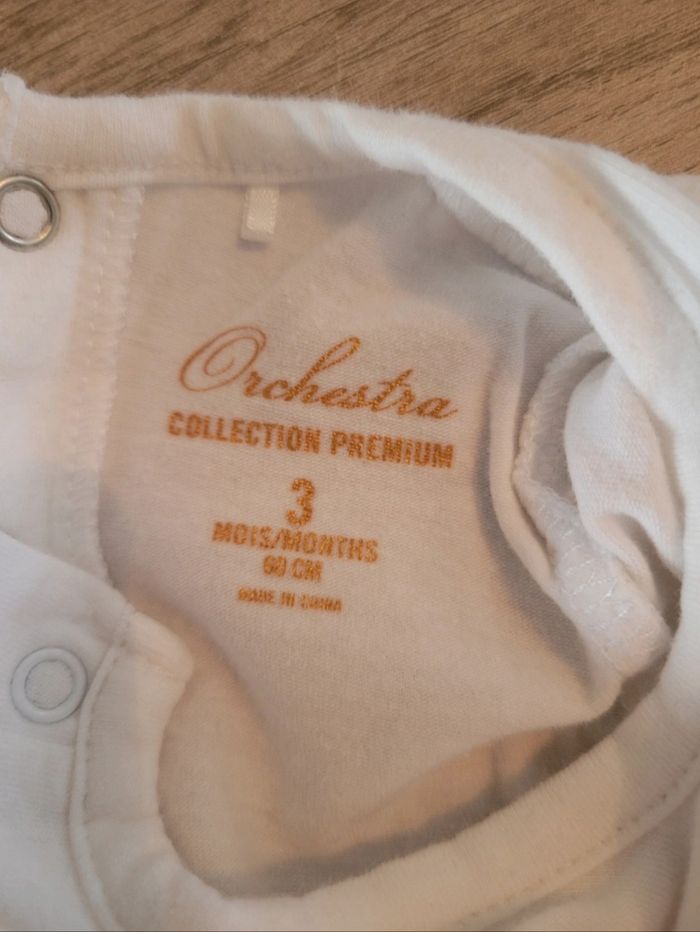 Orchestra
COLLECTION PREMIUM
3
MOIS/MONTHS
60 CM
MADE IN CHINA